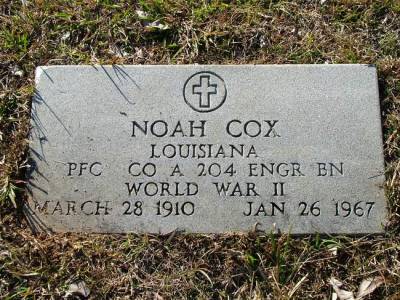 NOAH COX
LOUISIANA
PFC CO A 204 ENGR BN
WORLD WAR II
MARCH 28 1910 JAN 26 1967